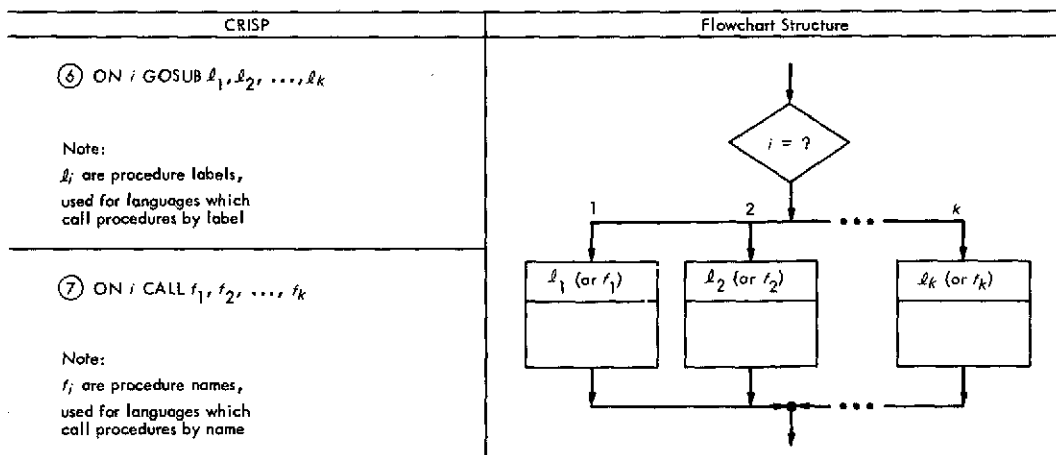 CRISP
Flowchart Structure
⑥ ON i GOSUB ℓ1, ℓ2, ..., ℓk
Note:
ℓi are procedure labels,
used for languages which
call procedures by label
⑦ ON i CALL f1, f2, ..., fk
Note:
fi are procedure names,
used for languages which
call procedures by name
i = ?
1 2 ••• k
ℓ1 (or f1) ℓ2 (or f2) ℓk (or fk)
•••